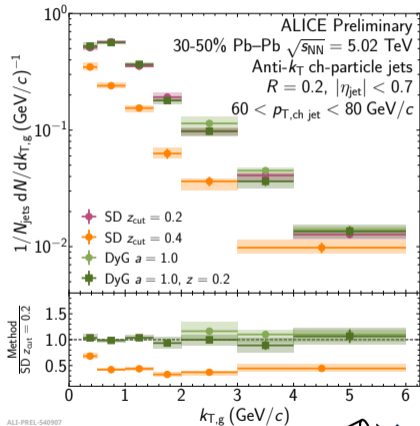 ALICE Preliminary
30-50% Pb–Pb √sNN = 5.02 TeV
Anti-kT ch-particle jets
R = 0.2, |ηjet| < 0.7
60 < pT,ch jet < 80 GeV/c
1/Njets dN/dkT,g (GeV/c)⁻¹
10⁰
10⁻¹
10⁻²
SD zcut = 0.2
SD zcut = 0.4
DyG a = 1.0
DyG a = 1.0, z = 0.2
Method
SD zcut = 0.2
1.5
1.0
0.5
0 1 2 3 4 5 6
kT,g (GeV/c)
ALI-PREL-540907